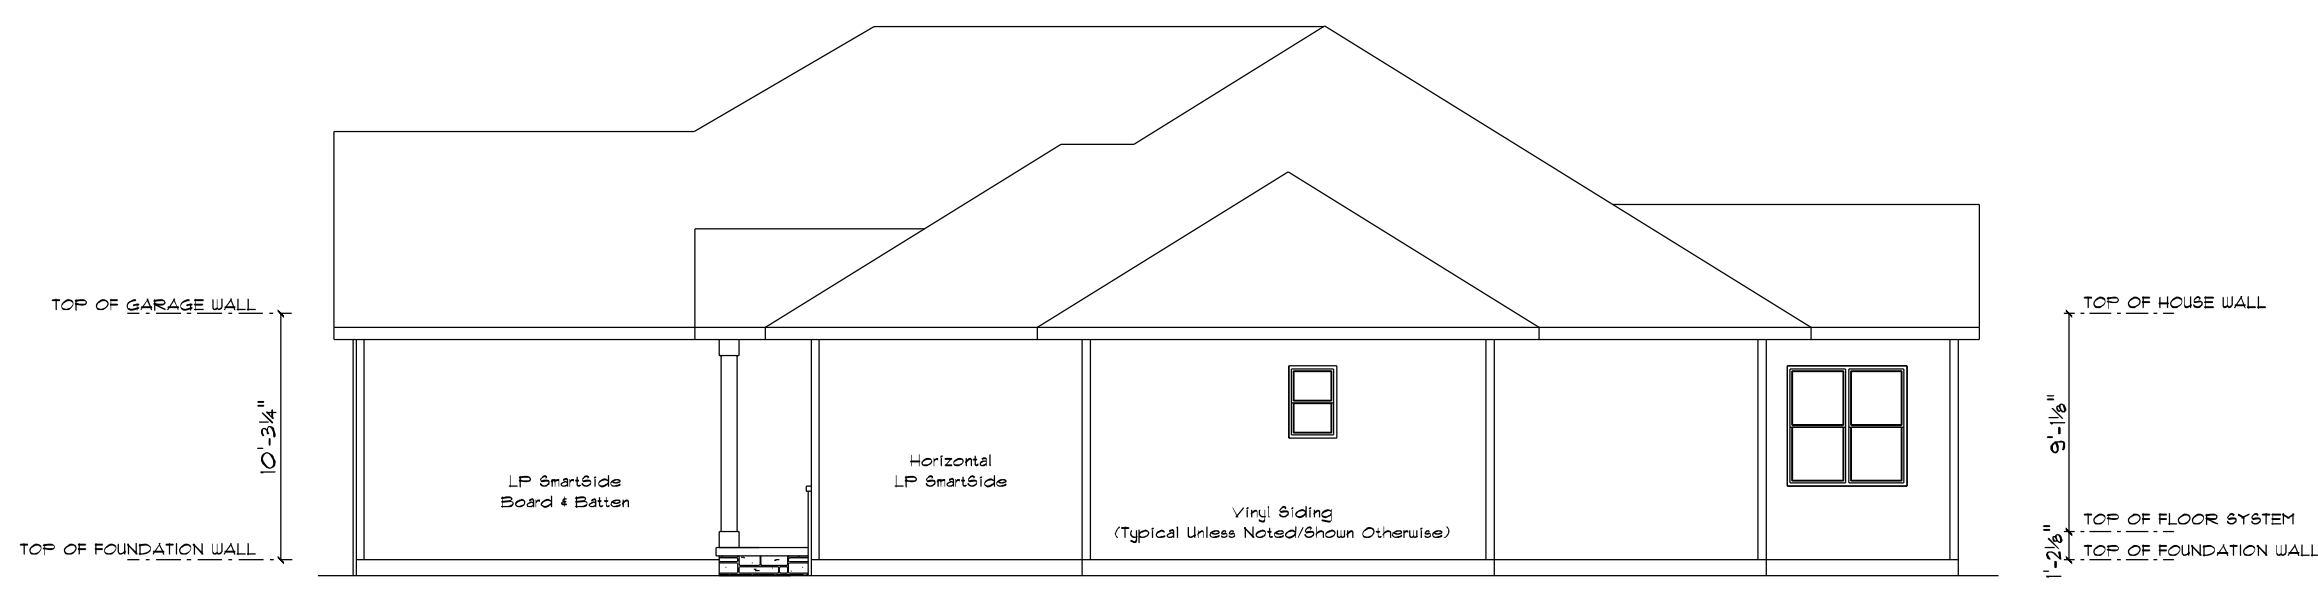 TOP OF GARAGE WALL
10'-3¼"
TOP OF FOUNDATION WALL
LP SmartSide
Board & Batten
Horizontal
LP SmartSide
Vinyl Siding
(Typical Unless Noted/Shown Otherwise)
TOP OF HOUSE WALL
9'-1⅛"
TOP OF FLOOR SYSTEM
1'-2⅛"
TOP OF FOUNDATION WALL